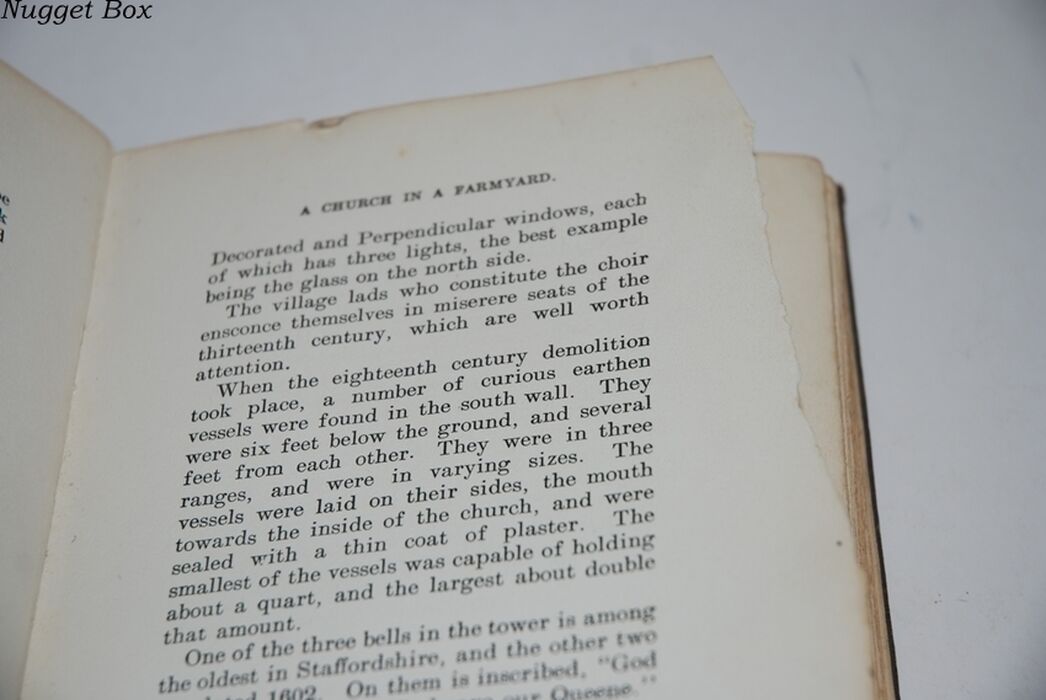 Nugget Box
A CHURCH IN A FARMYARD.
Decorated and Perpendicular windows, each
of which has three lights, the best example
being the glass on the north side.
The village lads who constitute the choir
ensconce themselves in miserere seats of the
thirteenth century, which are well worth
attention.
When the eighteenth century demolition
took place, a number of curious earthen
vessels were found in the south wall. They
were six feet below the ground, and several
feet from each other. They were in three
ranges, and were in varying sizes. The
vessels were laid on their sides, the mouth
towards the inside of the church, and were
sealed with a thin coat of plaster. The
smallest of the vessels was capable of holding
about a quart, and the largest about double
that amount.
One of the three bells in the tower is among
the oldest in Staffordshire, and the other two
1602. On them is inscribed, "God
our Queene."